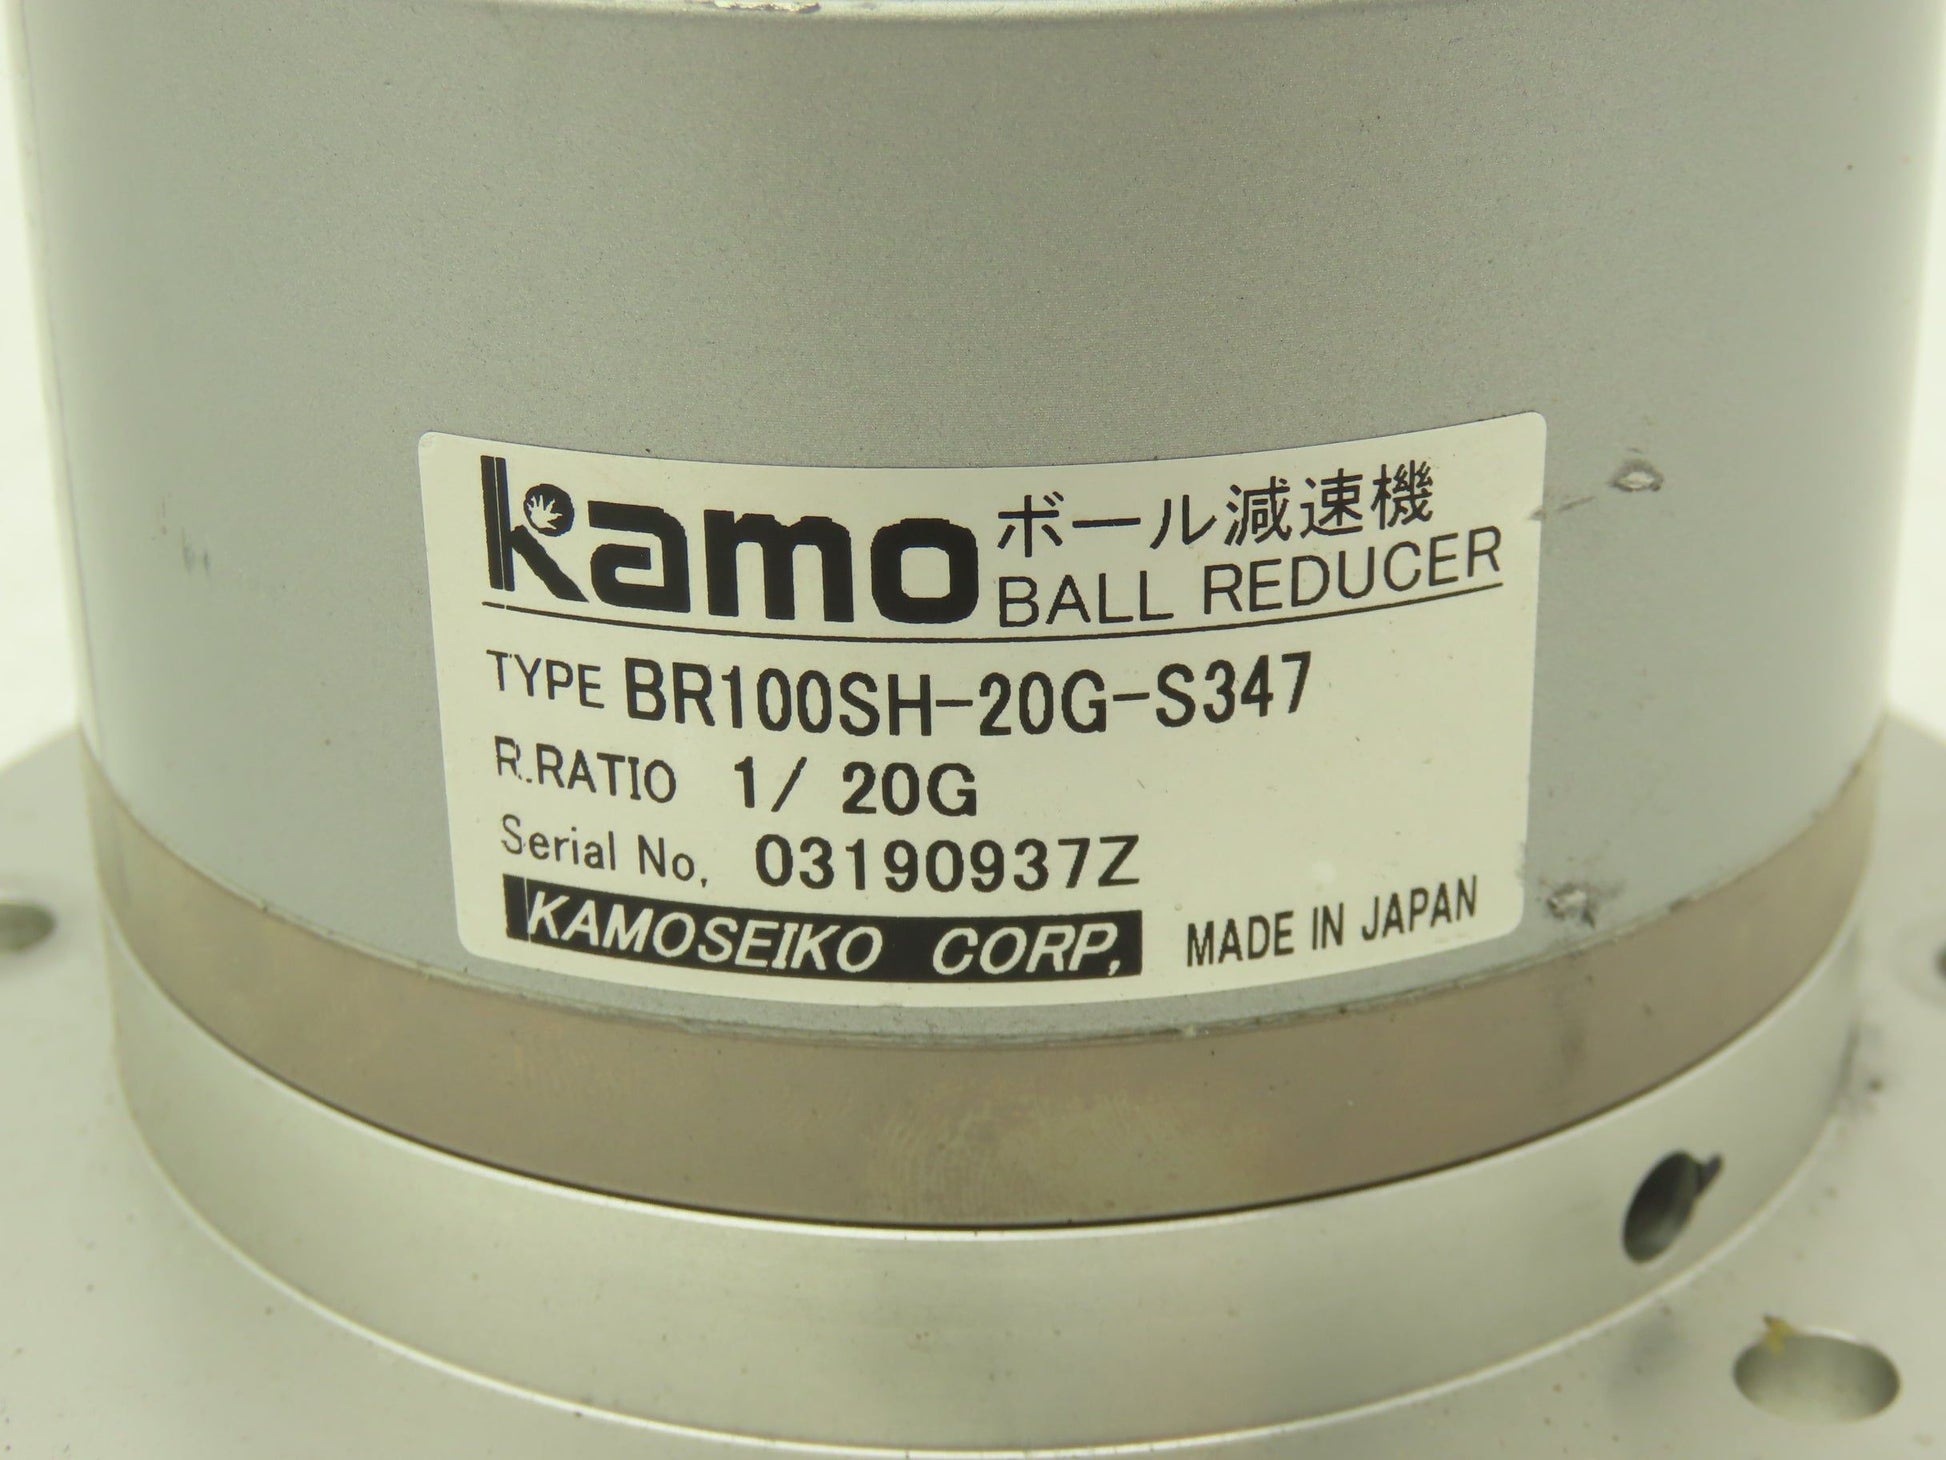 kamo ボール減速機
BALL REDUCER
TYPE BR100SH-20G-S347
R.RATIO 1/ 20G
Serial No. 03190937Z
KAMOSEIKO CORP. MADE IN JAPAN